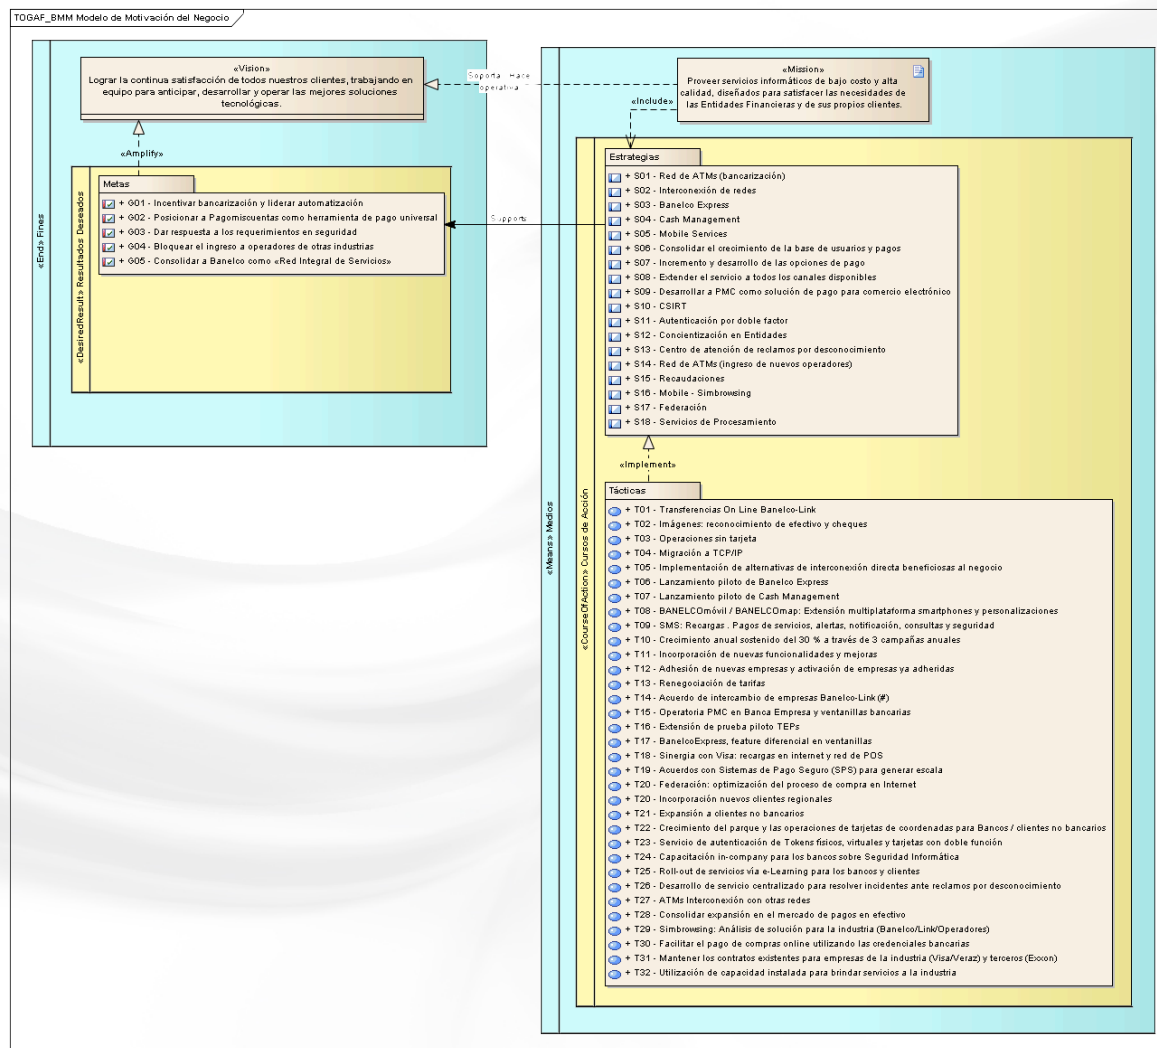 TOGAF_BMM Modelo de Motivación del Negocio
«End» Fines
«Vision»
Lograr la continua satisfacción de todos nuestros clientes, trabajando en
equipo para anticipar, desarrollar y operar las mejores soluciones
tecnológicas.
«Amplify»
«DesiredResult» Resultados Deseados
Metas
+ G01 - Incentivar bancarización y liderar automatización
+ G02 - Posicionar a Pagomiscuentas como herramienta de pago universal
+ G03 - Dar respuesta a los requerimientos en seguridad
+ G04 - Bloquear el ingreso a operadores de otras industrias
+ G05 - Consolidar a Banelco como «Red Integral de Servicios»
Soporta. Hace
operativa
Supports
«Means» Medios
«Mission»
Proveer servicios informáticos de bajo costo y alta
calidad, diseñados para satisfacer las necesidades de
las Entidades Financieras y de sus propios clientes.
«Include»
«CourseOfAction» Cursos de Acción
Estrategias
+ S01 - Red de ATMs (bancarización)
+ S02 - Interconexión de redes
+ S03 - Banelco Express
+ S04 - Cash Management
+ S05 - Mobile Services
+ S06 - Consolidar el crecimiento de la base de usuarios y pagos
+ S07 - Incremento y desarrollo de las opciones de pago
+ S08 - Extender el servicio a todos los canales disponibles
+ S09 - Desarrollar a PMC como solución de pago para comercio electrónico
+ S10 - CSIRT
+ S11 - Autenticación por doble factor
+ S12 - Concientización en Entidades
+ S13 - Centro de atención de reclamos por desconocimiento
+ S14 - Red de ATMs (ingreso de nuevos operadores)
+ S15 - Recaudaciones
+ S16 - Mobile - Simbrowsing
+ S17 - Federación
+ S18 - Servicios de Procesamiento
«Implement»
Tácticas
+ T01 - Transferencias On Line Banelco-Link
+ T02 - Imágenes: reconocimiento de efectivo y cheques
+ T03 - Operaciones sin tarjeta
+ T04 - Migración a TCP/IP
+ T05 - Implementación de alternativas de interconexión directa beneficiosas al negocio
+ T06 - Lanzamiento piloto de Banelco Express
+ T07 - Lanzamiento piloto de Cash Management
+ T08 - BANELCOmóvil / BANELCOmap: Extensión multiplataforma smartphones y personalizaciones
+ T09 - SMS: Recargas . Pagos de servicios, alertas, notificación, consultas y seguridad
+ T10 - Crecimiento anual sostenido del 30 % a través de 3 campañas anuales
+ T11 - Incorporación de nuevas funcionalidades y mejoras
+ T12 - Adhesión de nuevas empresas y activación de empresas ya adheridas
+ T13 - Renegociación de tarifas
+ T14 - Acuerdo de intercambio de empresas Banelco-Link (#)
+ T15 - Operatoria PMC en Banca Empresa y ventanillas bancarias
+ T16 - Extensión de prueba piloto TEPs
+ T17 - BanelcoExpress, feature diferencial en ventanillas
+ T18 - Sinergia con Visa: recargas en internet y red de POS
+ T19 - Acuerdos con Sistemas de Pago Seguro (SPS) para generar escala
+ T20 - Federación: optimización del proceso de compra en Internet
+ T20 - Incorporación nuevos clientes regionales
+ T21 - Expansión a clientes no bancarios
+ T22 - Crecimiento del parque y las operaciones de tarjetas de coordenadas para Bancos / clientes no bancarios
+ T23 - Servicio de autenticación de Tokens físicos, virtuales y tarjetas con doble función
+ T24 - Capacitación in-company para los bancos sobre Seguridad Informática
+ T25 - Roll-out de servicios vía e-Learning para los bancos y clientes
+ T26 - Desarrollo de servicio centralizado para resolver incidentes ante reclamos por desconocimiento
+ T27 - ATMs Interconexión con otras redes
+ T28 - Consolidar expansión en el mercado de pagos en efectivo
+ T29 - Simbrowsing: Análisis de solución para la industria (Banelco/Link/Operadores)
+ T30 - Facilitar el pago de compras online utilizando las credenciales bancarias
+ T31 - Mantener los contratos existentes para empresas de la industria (Visa/Veraz) y terceros (Exxon)
+ T32 - Utilización de capacidad instalada para brindar servicios a la industria